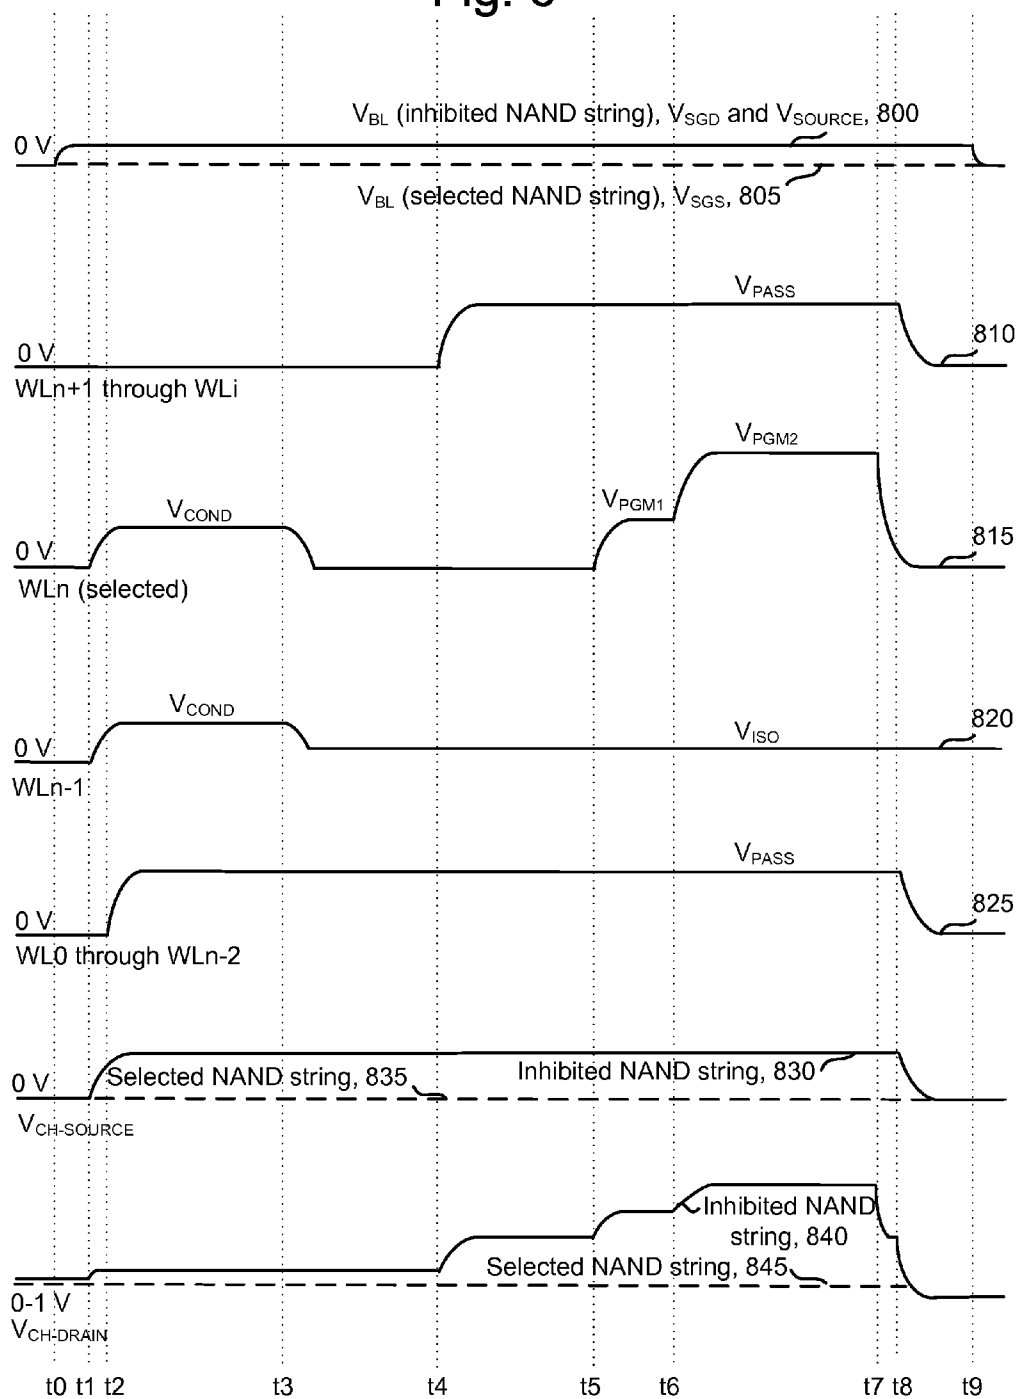 V_BL (inhibited NAND string), V_SGD and V_SOURCE, 800
0 V
V_BL (selected NAND string), V_SGS, 805
V_PASS
810
0 V
WLn+1 through WLi
V_PGM2
V_PGM1
V_COND
815
0 V
WLn (selected)
V_COND
820
V_ISO
0 V
WLn-1
V_PASS
825
0 V
WL0 through WLn-2
Selected NAND string, 835
Inhibited NAND string, 830
0 V
V_CH-SOURCE
Inhibited NAND
string, 840
Selected NAND string, 845
0-1 V
V_CH-DRAIN
t0 t1 t2 t3 t4 t5 t6 t7 t8 t9